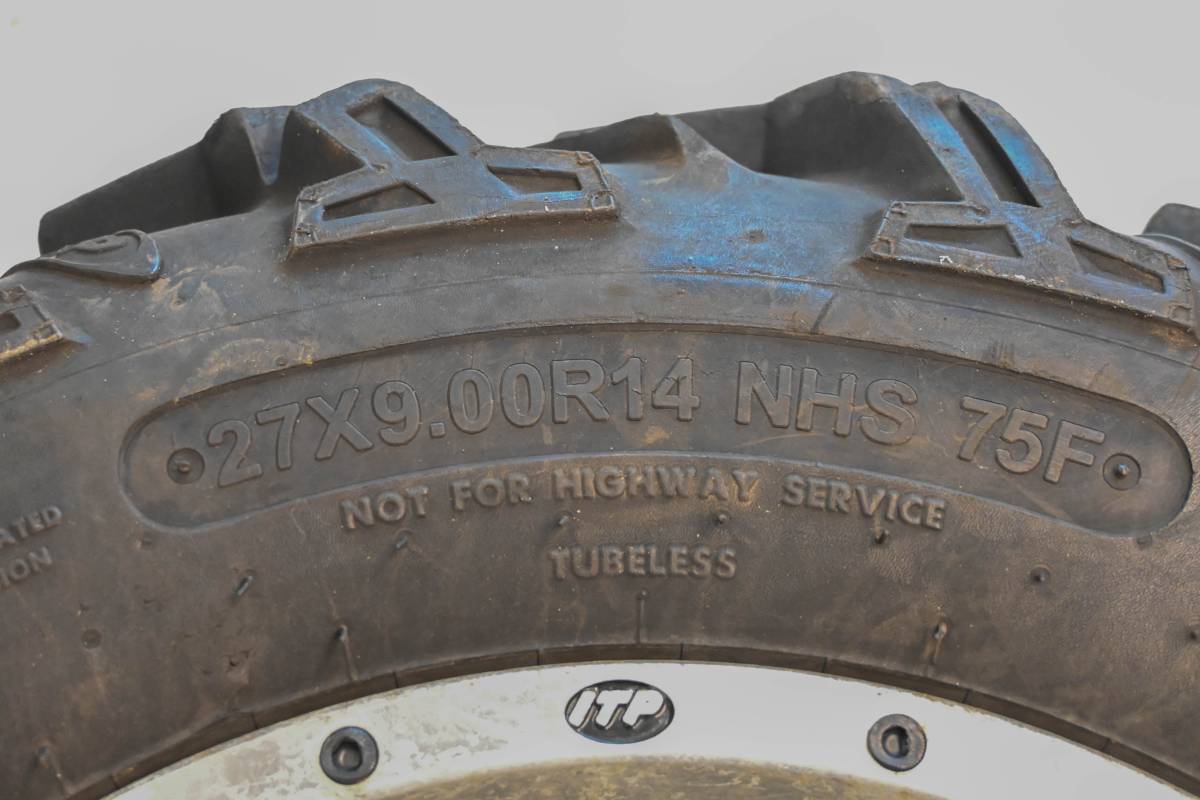 27X9.00R14 NHS 75F
NOT FOR HIGHWAY SERVICE
TUBELESS
ITP